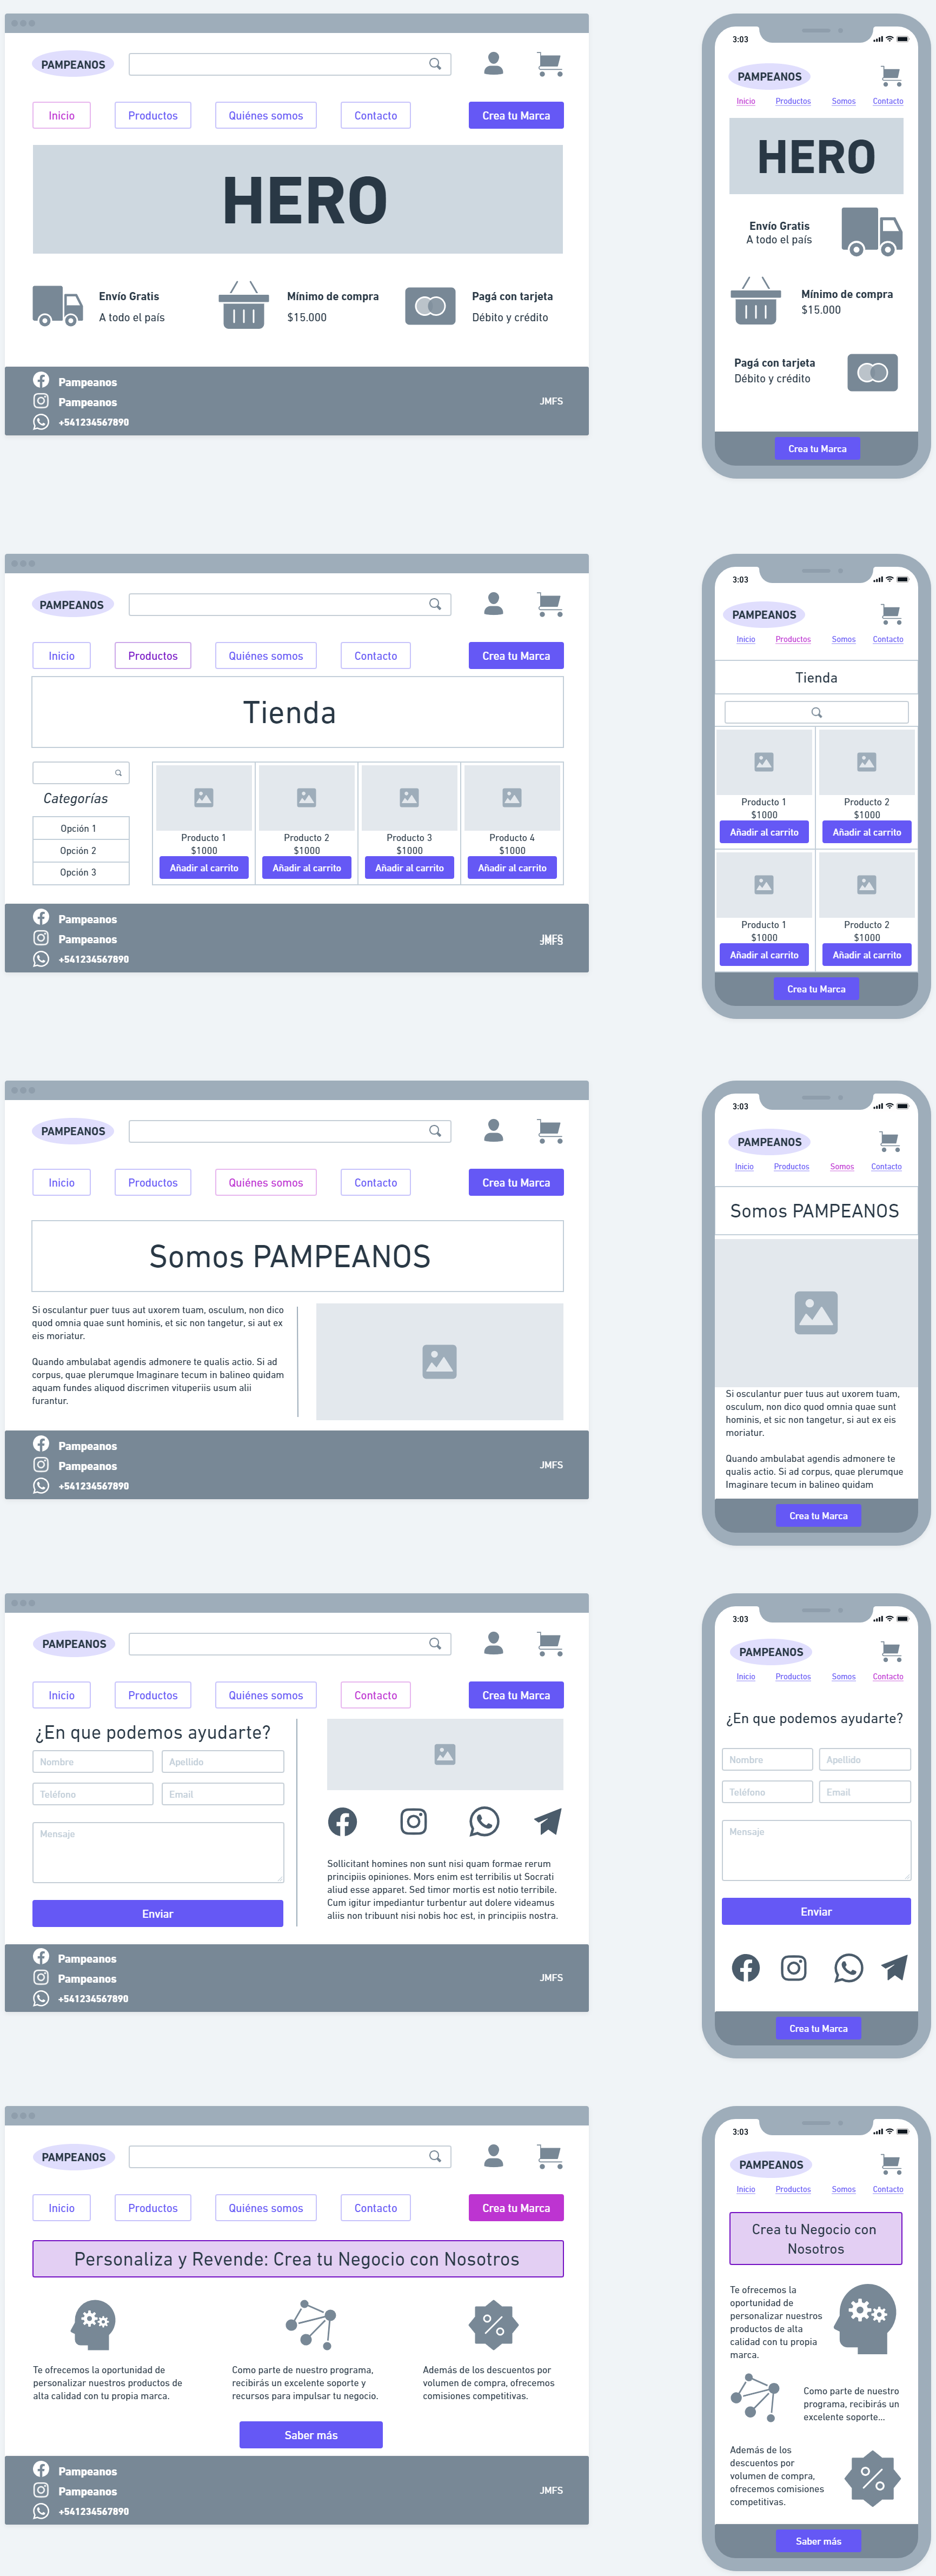 PAMPEANOS
Inicio Productos Quiénes somos Contacto Crea tu Marca
HERO
Envío Gratis
A todo el país
Mínimo de compra
$15.000
Pagá con tarjeta
Débito y crédito
Pampeanos
Pampeanos
+541234567890
JMFS
3:03
PAMPEANOS
Inicio Productos Somos Contacto
HERO
Envío Gratis
A todo el país
Mínimo de compra
$15.000
Pagá con tarjeta
Débito y crédito
Crea tu Marca
PAMPEANOS
Inicio Productos Quiénes somos Contacto Crea tu Marca
Tienda
Categorías
Opción 1
Opción 2
Opción 3
Producto 1 Producto 2 Producto 3 Producto 4
$1000 $1000 $1000 $1000
Añadir al carrito Añadir al carrito Añadir al carrito Añadir al carrito
Pampeanos
Pampeanos
+541234567890
JMFS
JMFS
3:03
PAMPEANOS
Inicio Productos Somos Contacto
Tienda
Producto 1 Producto 2
$1000 $1000
Añadir al carrito Añadir al carrito
Producto 1 Producto 2
$1000 $1000
Añadir al carrito Añadir al carrito
Crea tu Marca
PAMPEANOS
Inicio Productos Quiénes somos Contacto Crea tu Marca
Somos PAMPEANOS
Si osculantur puer tuus aut uxorem tuam, osculum, non dico
quod omnia quae sunt hominis, et sic non tangetur, si aut ex
eis moriatur.
Quando ambulabat agendis admonere te qualis actio. Si ad
corpus, quae plerumque Imaginare tecum in balineo quidam
aquam fundes aliquod discrimen vituperiis usum alii
furantur.
Pampeanos
Pampeanos
+541234567890
JMFS
3:03
PAMPEANOS
Inicio Productos Somos Contacto
Somos PAMPEANOS
Si osculantur puer tuus aut uxorem tuam,
osculum, non dico quod omnia quae sunt
hominis, et sic non tangetur, si aut ex eis
moriatur.
Quando ambulabat agendis admonere te
qualis actio. Si ad corpus, quae plerumque
Imaginare tecum in balineo quidam
Crea tu Marca
PAMPEANOS
Inicio Productos Quiénes somos Contacto Crea tu Marca
¿En que podemos ayudarte?
Nombre Apellido
Teléfono Email
Mensaje
Enviar
Sollicitant homines non sunt nisi quam formae rerum
principiis opiniones. Mors enim est terribilis ut Socrati
aliud esse apparet. Sed timor mortis est notio terribile.
Cum igitur impediantur turbentur aut dolere videamus
aliis non tribunt nisi nobis hoc est, in principiis nostra.
Pampeanos
Pampeanos
+541234567890
JMFS
3:03
PAMPEANOS
Inicio Productos Somos Contacto
¿En que podemos ayudarte?
Nombre Apellido
Teléfono Email
Mensaje
Enviar
Crea tu Marca
PAMPEANOS
Inicio Productos Quiénes somos Contacto Crea tu Marca
Personaliza y Revende: Crea tu Negocio con Nosotros
Te ofrecemos la oportunidad de
personalizar nuestros productos de
alta calidad con tu propia marca.
Como parte de nuestro programa,
recibirás un excelente soporte y
recursos para impulsar tu negocio.
Además de los descuentos por
volumen de compra, ofrecemos
comisiones competitivas.
Saber más
Pampeanos
Pampeanos
+541234567890
JMFS
3:03
PAMPEANOS
Inicio Productos Somos Contacto
Crea tu Negocio con
Nosotros
Te ofrecemos la
oportunidad de
personalizar nuestros
productos de alta
calidad con tu propia
marca.
Como parte de nuestro
programa, recibirás un
excelente soporte...
Además de los
descuentos por
volumen de compra,
ofrecemos comisiones
competitivas.
Saber más